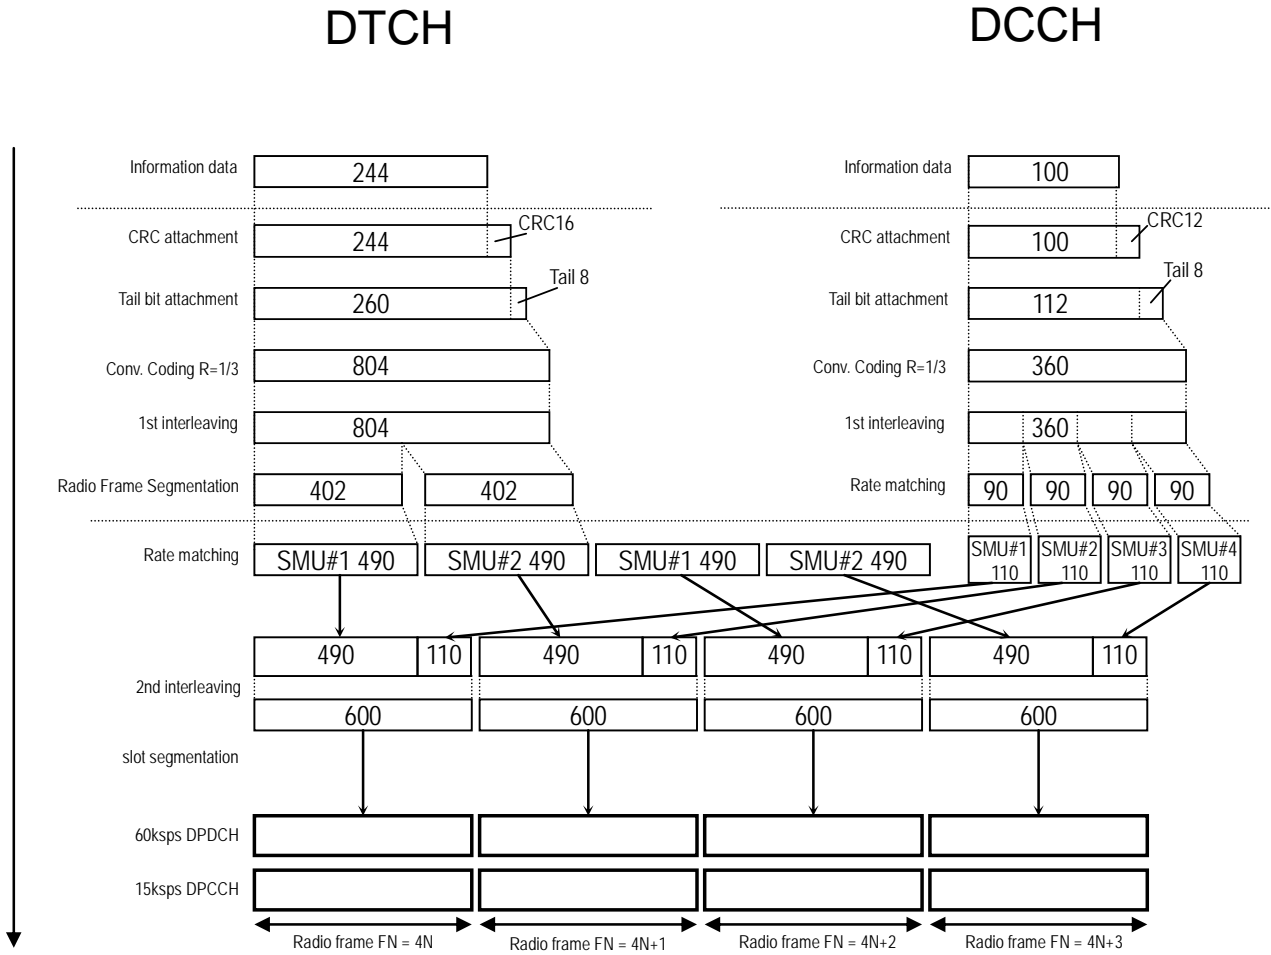 DTCH DCCH
Information data 244 Information data 100
CRC attachment 244 CRC16 CRC attachment 100 CRC12
Tail bit attachment 260 Tail 8 Tail bit attachment 112 Tail 8
Conv. Coding R=1/3 804 Conv. Coding R=1/3 360
1st interleaving 804 1st interleaving 360
Radio Frame Segmentation 402 402 Rate matching 90 90 90 90
Rate matching SMU#1 490 SMU#2 490 SMU#1 490 SMU#2 490 SMU#1 SMU#2 SMU#3 SMU#4
110 110 110 110
490 110 490 110 490 110 490 110
2nd interleaving
600 600 600 600
slot segmentation
60ksps DPDCH
15ksps DPCCH
Radio frame FN = 4N Radio frame FN = 4N+1 Radio frame FN = 4N+2 Radio frame FN = 4N+3